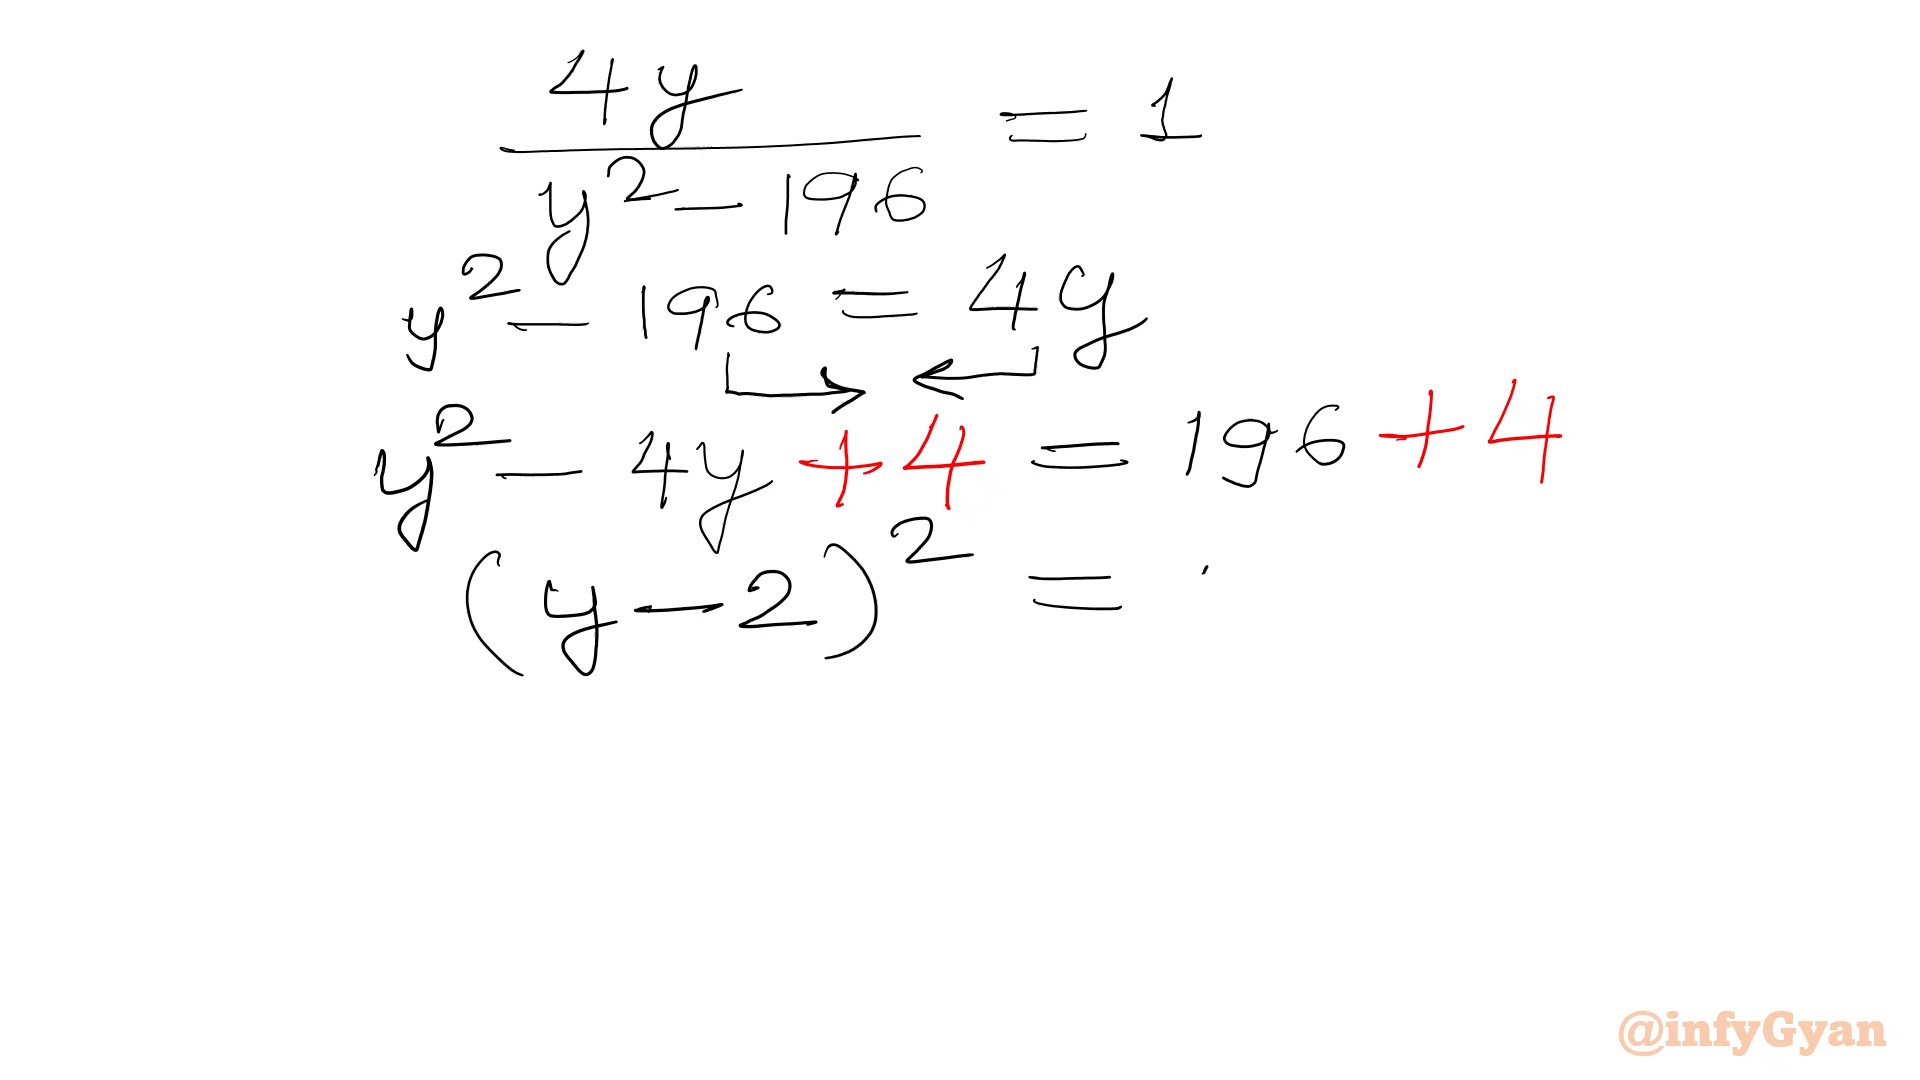 4y / (y² - 196) = 1
y² - 196 = 4y
y² - 4y + 4 = 196 + 4
(y - 2)² =
@infyGyan